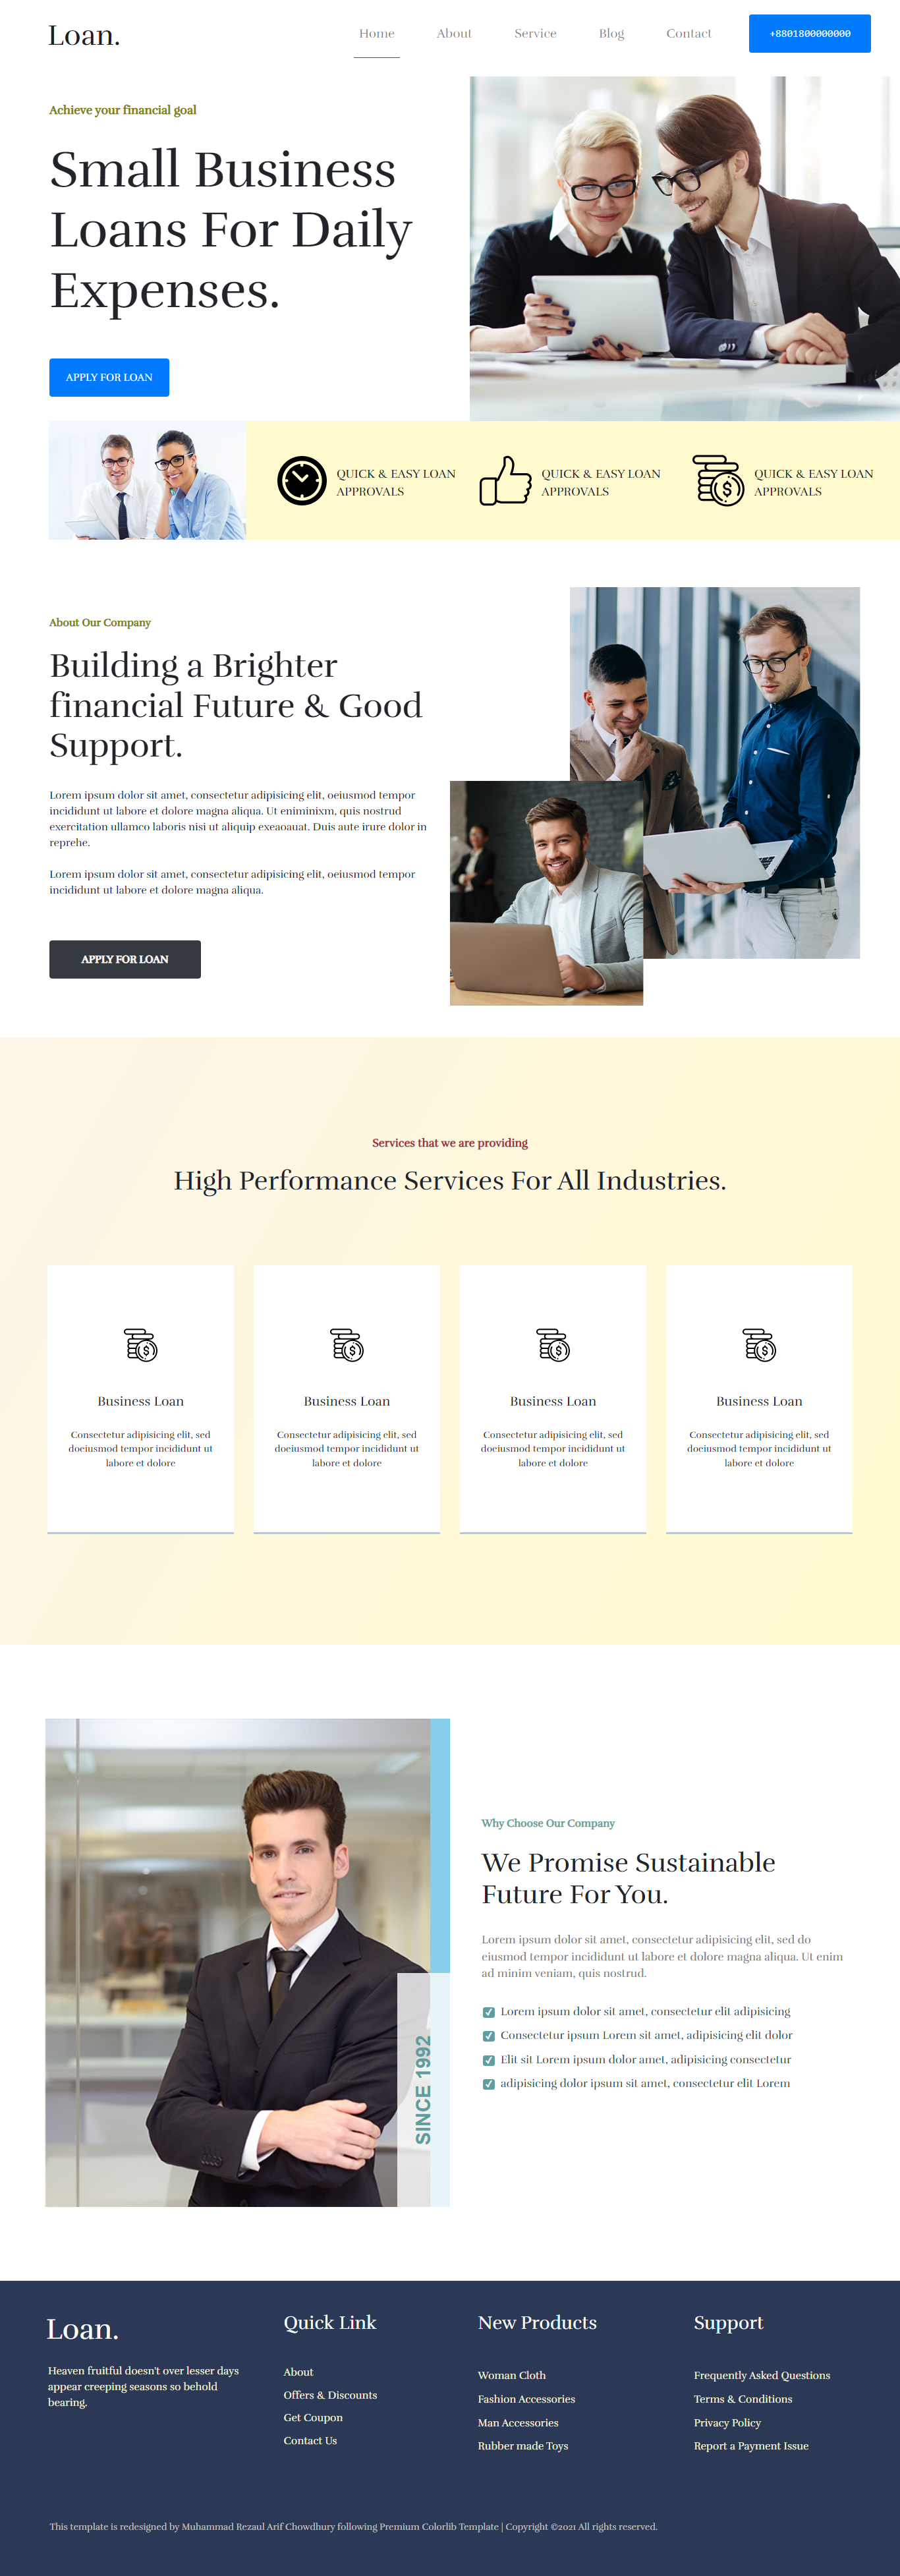 Loan.
Home About Service Blog Contact +8801800000000
Achieve your financial goal
Small Business
Loans For Daily
Expenses.
APPLY FOR LOAN
QUICK & EASY LOAN
APPROVALS
QUICK & EASY LOAN
APPROVALS
QUICK & EASY LOAN
APPROVALS
About Our Company
Building a Brighter
financial Future & Good
Support.
Lorem ipsum dolor sit amet, consectetur adipisicing elit, oeiusmod tempor
incididunt ut labore et dolore magna aliqua. Ut eniminixm, quis nostrud
exercitation ullamco laboris nisi ut aliquip exeaoauat. Duis aute irure dolor in
reprehe.
Lorem ipsum dolor sit amet, consectetur adipisicing elit, oeiusmod tempor
incididunt ut labore et dolore magna aliqua.
APPLY FOR LOAN
Services that we are providing
High Performance Services For All Industries.
Business Loan
Consectetur adipisicing elit, sed
doeiusmod tempor incididunt ut
labore et dolore
Business Loan
Consectetur adipisicing elit, sed
doeiusmod tempor incididunt ut
labore et dolore
Business Loan
Consectetur adipisicing elit, sed
doeiusmod tempor incididunt ut
labore et dolore
Business Loan
Consectetur adipisicing elit, sed
doeiusmod tempor incididunt ut
labore et dolore
SINCE 1992
Why Choose Our Company
We Promise Sustainable
Future For You.
Lorem ipsum dolor sit amet, consectetur adipisicing elit, sed do
eiusmod tempor incididunt ut labore et dolore magna aliqua. Ut enim
ad minim veniam, quis nostrud.
Lorem ipsum dolor sit amet, consectetur elit adipisicing
Consectetur ipsum Lorem sit amet, adipisicing elit dolor
Elit sit Lorem ipsum dolor amet, adipisicing consectetur
adipisicing dolor ipsum sit amet, consectetur elit Lorem
Loan.
Heaven fruitful doesn't over lesser days
appear creeping seasons so behold
bearing.
Quick Link
About
Offers & Discounts
Get Coupon
Contact Us
New Products
Woman Cloth
Fashion Accessories
Man Accessories
Rubber made Toys
Support
Frequently Asked Questions
Terms & Conditions
Privacy Policy
Report a Payment Issue
This template is redesigned by Muhammad Rezaul Arif Chowdhury following Premium Colorlib Template | Copyright ©2021 All rights reserved.